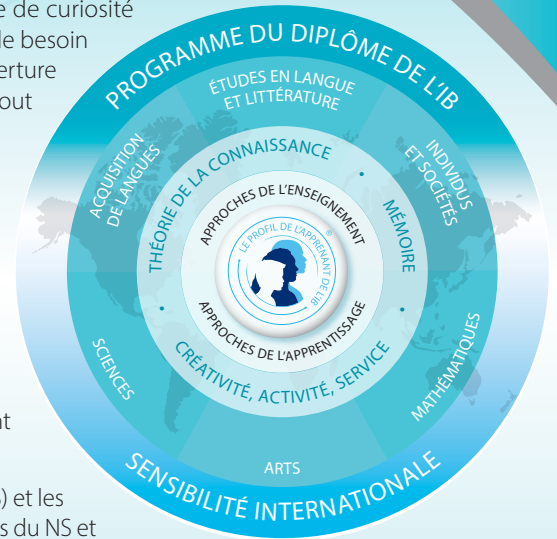 e de curiosité
le besoin
erture
out
PROGRAMME DU DIPLÔME DE L'IB
ÉTUDES EN LANGUE
ET LITTÉRATURE
ACQUISITION
DE LANGUES
INDIVIDUS
ET SOCIÉTÉS
THÉORIE DE LA CONNAISSANCE
MÉMOIRE
APPROCHES DE L'ENSEIGNEMENT
LE PROFIL DE L'APPRENANT DE L'IB
®
APPROCHES DE L'APPRENTISSAGE
CRÉATIVITÉ, ACTIVITÉ, SERVICE
SCIENCES
MATHÉMATIQUES
ARTS
SENSIBILITÉ INTERNATIONALE
nt
) et les
s du NS et